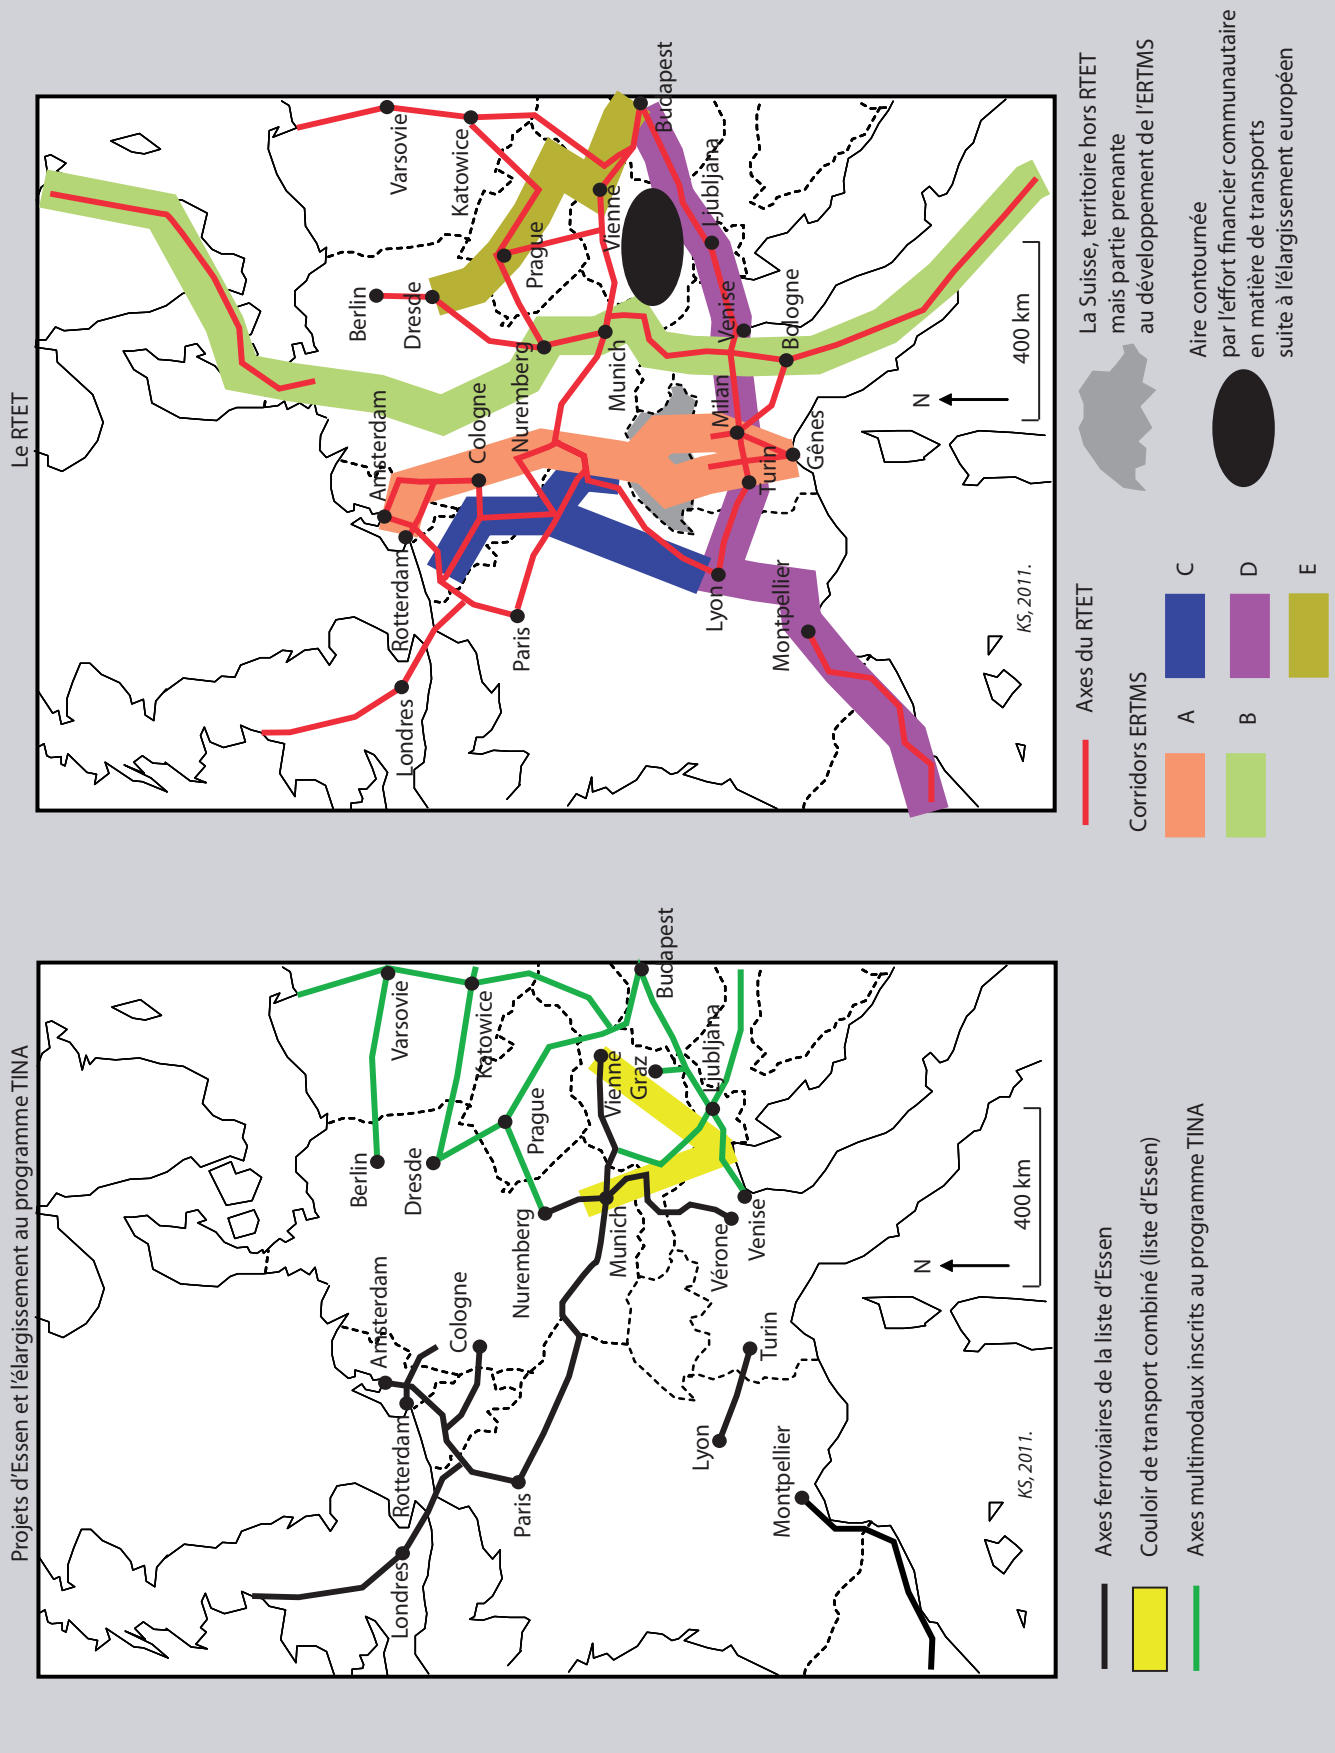 Projets d'Essen et l'élargissement au programme TINA
Londres
Rotterdam
Amsterdam
Cologne
Paris
Berlin
Dresde
Varsovie
Katowice
Prague
Nuremberg
Munich
Vienne
Graz
Budapest
Ljubljana
Vérone
Venise
Turin
Lyon
Montpellier
N
400 km
KS, 2011.
Axes ferroviaires de la liste d'Essen
Couloir de transport combiné (liste d'Essen)
Axes multimodaux inscrits au programme TINA
Le RTET
Londres
Rotterdam
Amsterdam
Cologne
Paris
Berlin
Dresde
Varsovie
Katowice
Prague
Nuremberg
Munich
Vienne
Budapest
Ljubljana
Venise
Milan
Bologne
Turin
Gênes
Lyon
Montpellier
N
400 km
KS, 2011.
Axes du RTET
Corridors ERTMS
A
B
C
D
E
La Suisse, territoire hors RTET
mais partie prenante
au développement de l'ERTMS
Aire contournée
par l'effort financier communautaire
en matière de transports
suite à l'élargissement européen